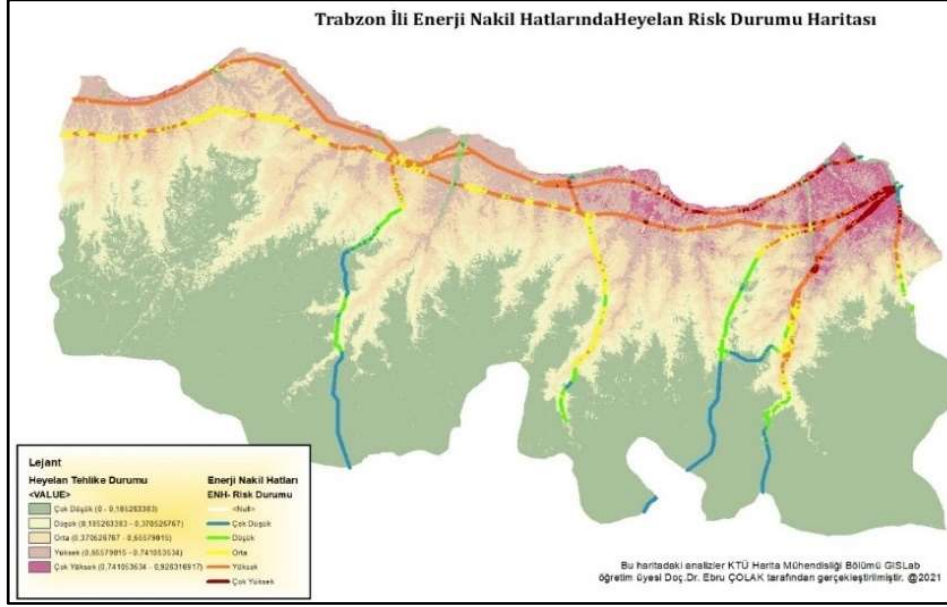 Trabzon İli Enerji Nakil HatlarındaHeyelan Risk Durumu Haritası
Lejant
Heyelan Tehlike Durumu
<VALUE>
Çok Düşük (0 - 0,185283383)
Düşük (0,185283383 - 0,370526767)
Orta (0,370526767 - 0,55579015)
Yüksek (0,55579015 - 0,741053534)
Çok Yüksek (0,741053534 - 0,926316917)
Enerji Nakil Hatları
ENH- Risk Durumu
<Null>
Çok Düşük
Düşük
Orta
Yüksek
Çok Yüksek
Bu haritadaki analizler KTÜ Harita Mühendisliği Bölümü GISLab
öğretim üyesi Doç.Dr. Ebru ÇOLAK tarafından gerçekleştirilmiştir. @2021